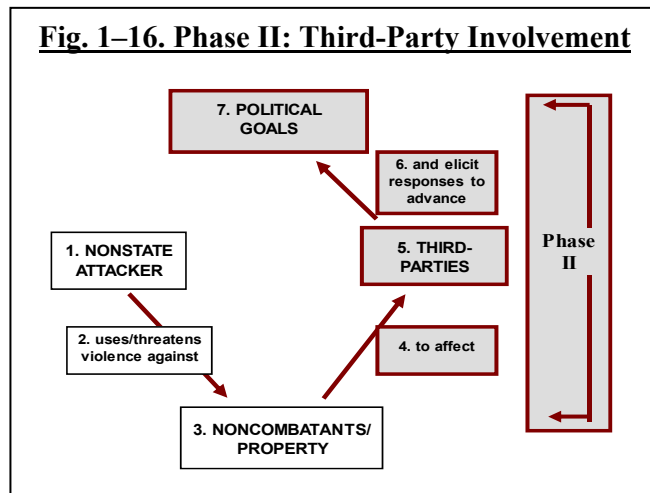 Fig. 1–16. Phase II: Third-Party Involvement
7. POLITICAL
GOALS
6. and elicit
responses to
advance
Phase
II
1. NONSTATE
ATTACKER
5. THIRD-
PARTIES
2. uses/threatens
violence against
4. to affect
3. NONCOMBATANTS/
PROPERTY